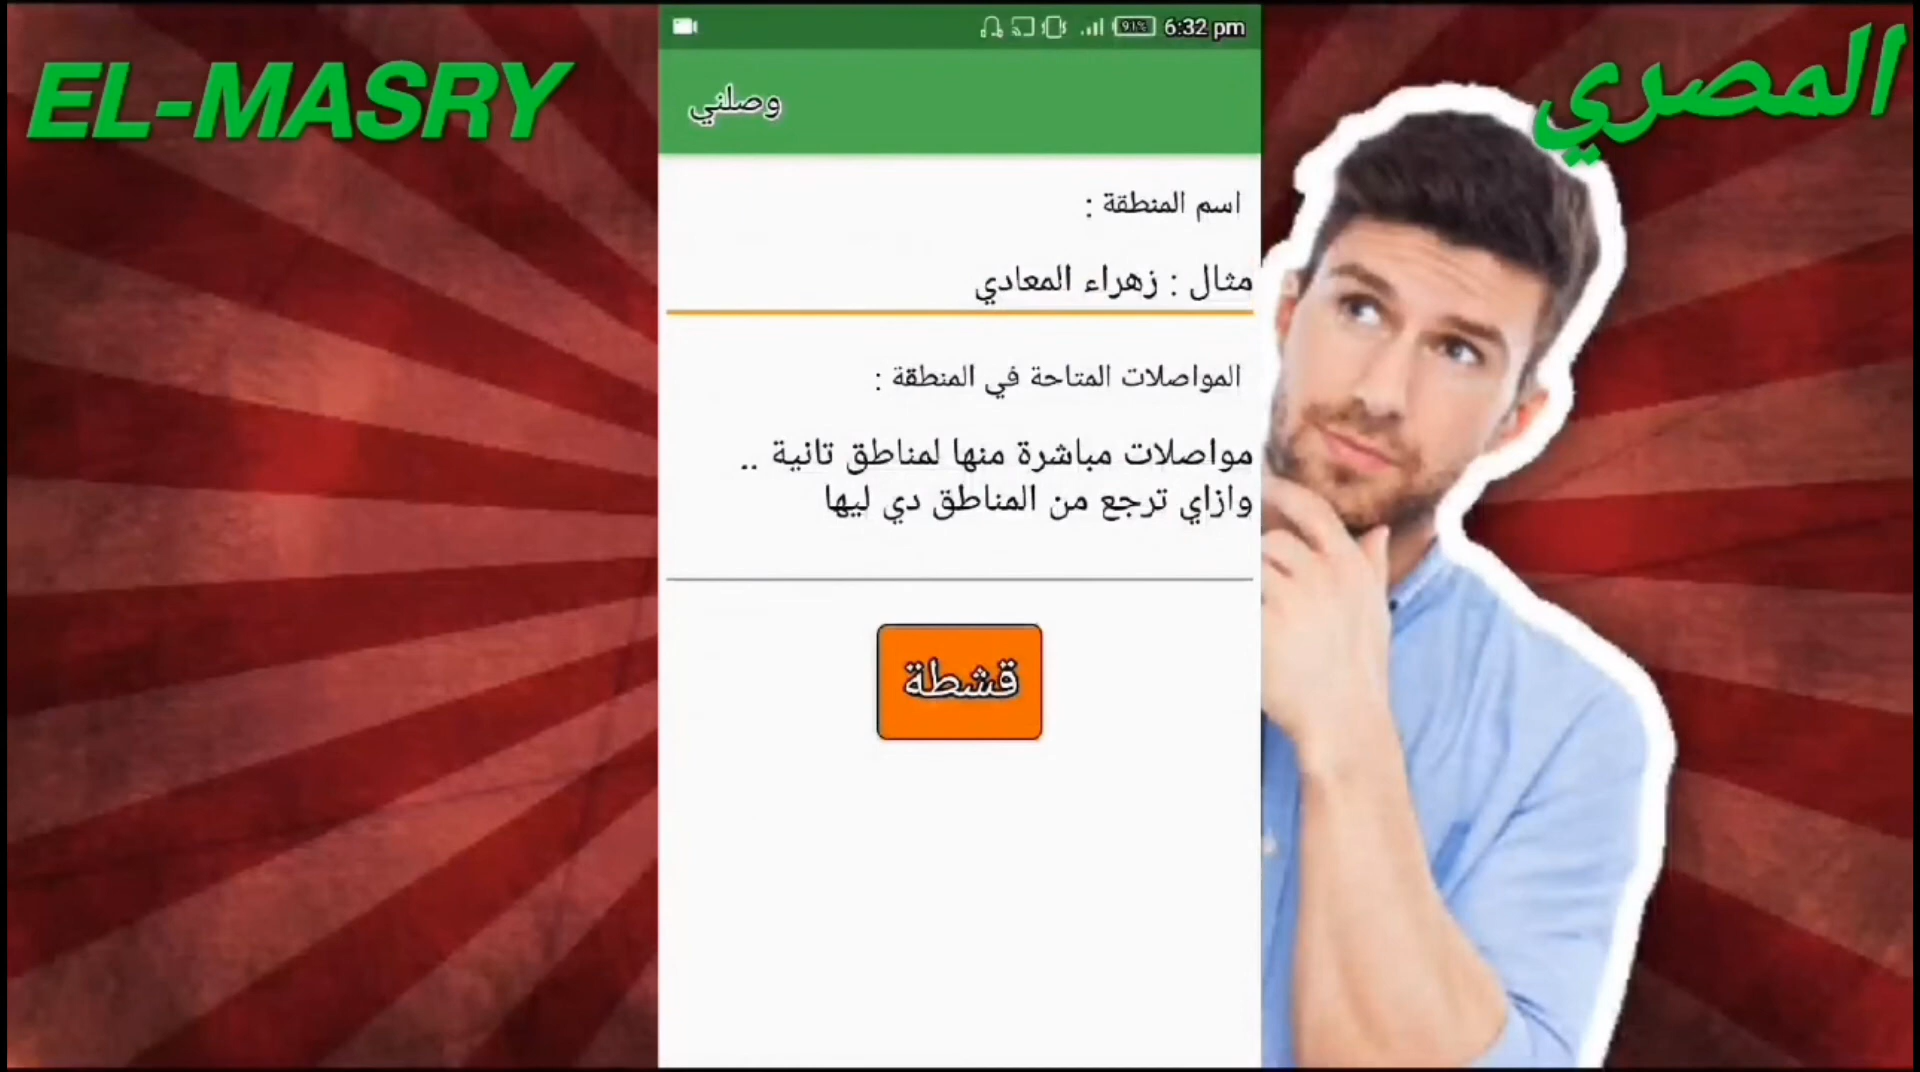 EL-MASRY
المصري
91%
6:32 pm
وصلني
اسم المنطقة :
مثال : زهراء المعادي
المواصلات المتاحة في المنطقة :
مواصلات مباشرة منها لمناطق تانية ..
وازاي ترجع من المناطق دي ليها
قشطة